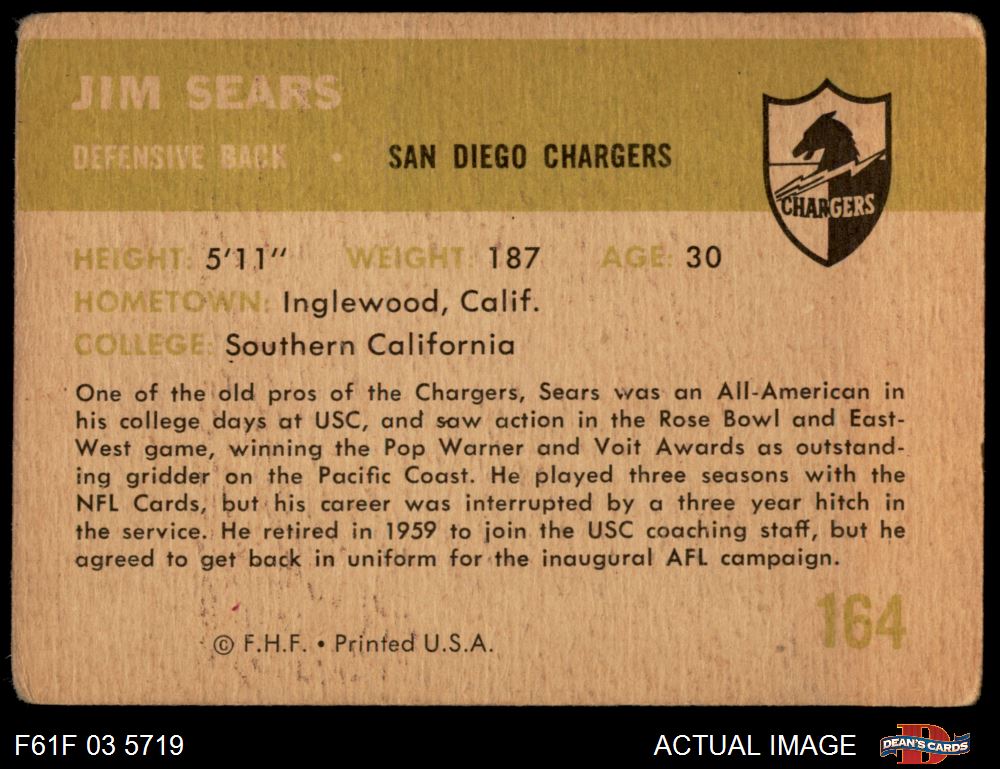 JIM SEARS
DEFENSIVE BACK • SAN DIEGO CHARGERS
CHARGERS
HEIGHT: 5'11" WEIGHT: 187 AGE: 30
HOMETOWN: Inglewood, Calif.
COLLEGE: Southern California
One of the old pros of the Chargers, Sears was an All-American in
his college days at USC, and saw action in the Rose Bowl and East-
West game, winning the Pop Warner and Voit Awards as outstand-
ing gridder on the Pacific Coast. He played three seasons with the
NFL Cards, but his career was interrupted by a three year hitch in
the service. He retired in 1959 to join the USC coaching staff, but he
agreed to get back in uniform for the inaugural AFL campaign.
164
© F.H.F. • Printed U.S.A.
F61F 03 5719
ACTUAL IMAGE
D
DEAN'S CARDS